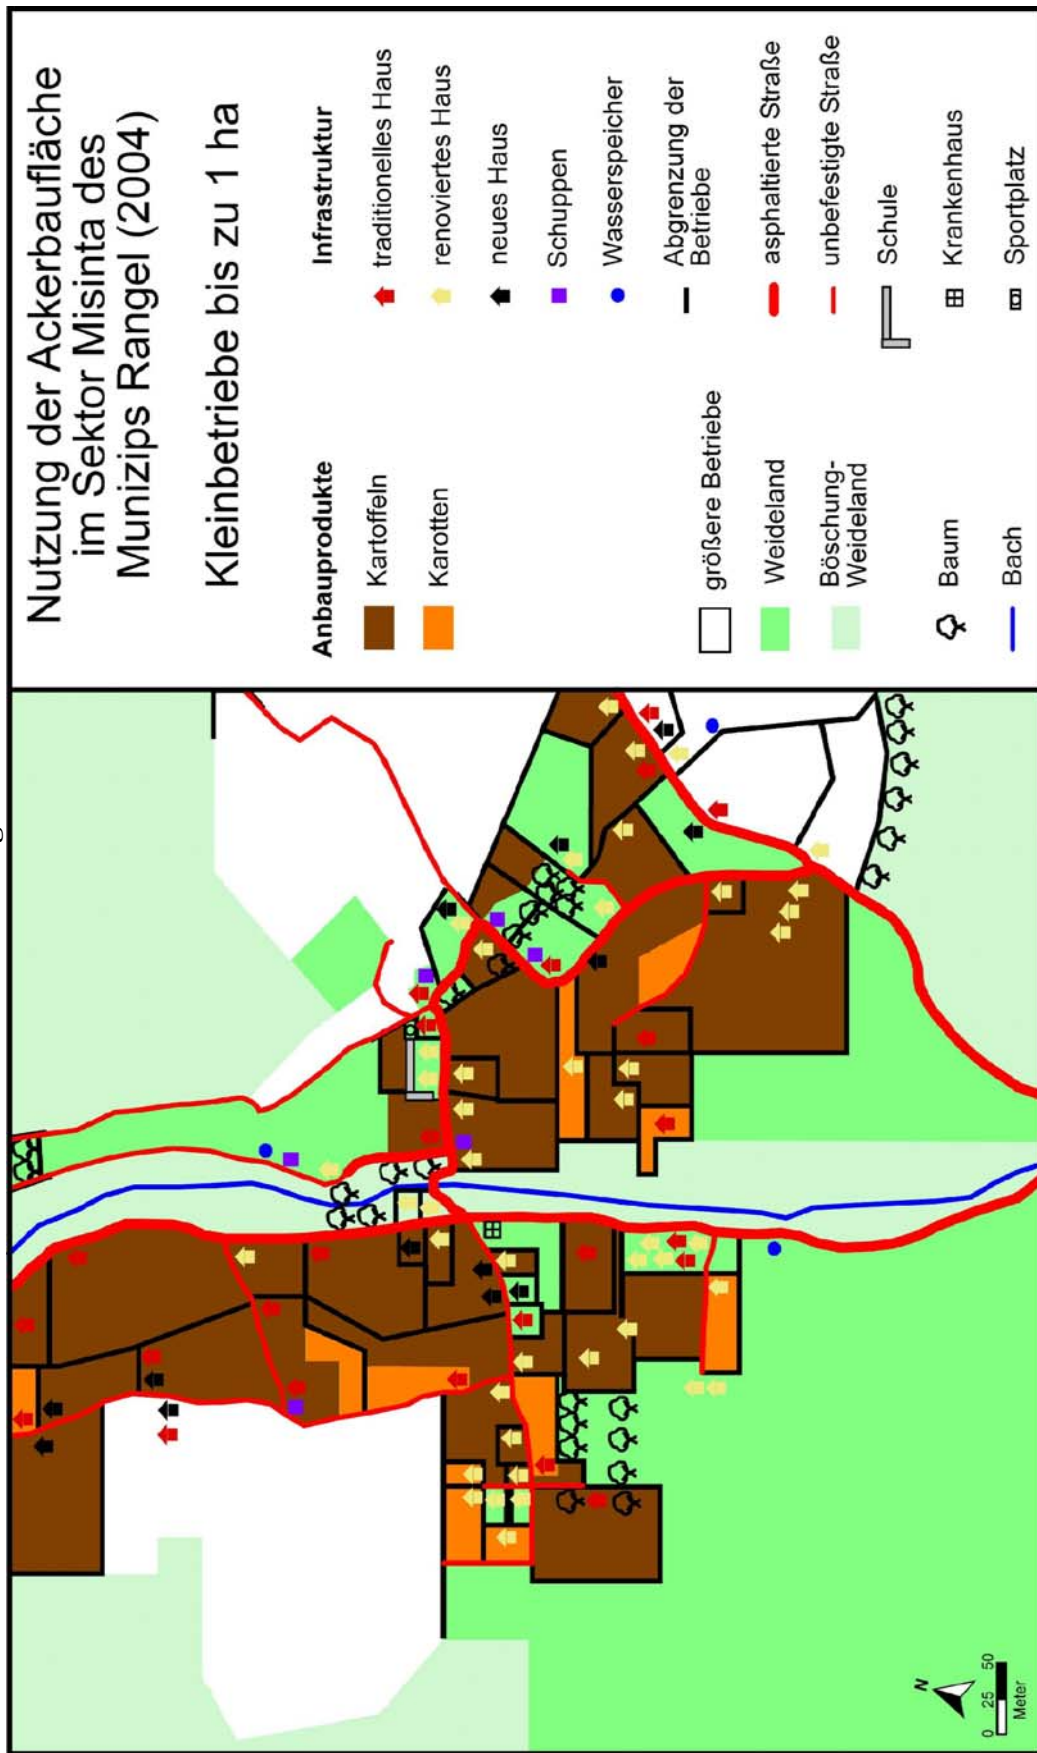 Nutzung der Ackerbaufläche
im Sektor Misinta des
Munizips Rangel (2004)
Kleinbetriebe bis zu 1 ha
Anbauprodukte
Kartoffeln
Karotten
größere Betriebe
Weideland
Böschung-
Weideland
Baum
Bach
Infrastruktur
traditionelles Haus
renoviertes Haus
neues Haus
Schuppen
Wasserspeicher
Abgrenzung der
Betriebe
asphaltierte Straße
unbefestigte Straße
Schule
Krankenhaus
Sportplatz
N
0 25 50
Meter